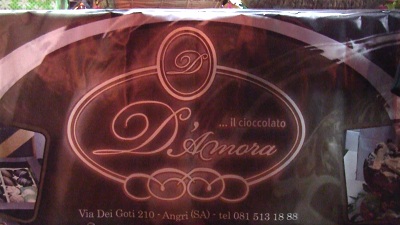 D
... Il cioccolato
D'Amora
Via Dei Goti 210 - Angri (SA) - tel 081 513 18 88